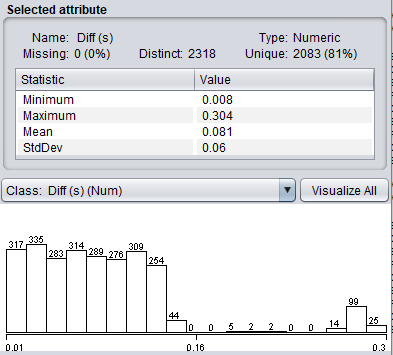 Selected attribute
Name: Diff (s) Type: Numeric
Missing: 0 (0%) Distinct: 2318 Unique: 2083 (81%)
Statistic Value
Minimum 0.008
Maximum 0.304
Mean 0.081
StdDev 0.06
Class: Diff (s) (Num) Visualize All
317 335 283 314 289 276 309 254 44 0 0 5 2 2 0 0 14 99 25
0.01 0.16 0.3